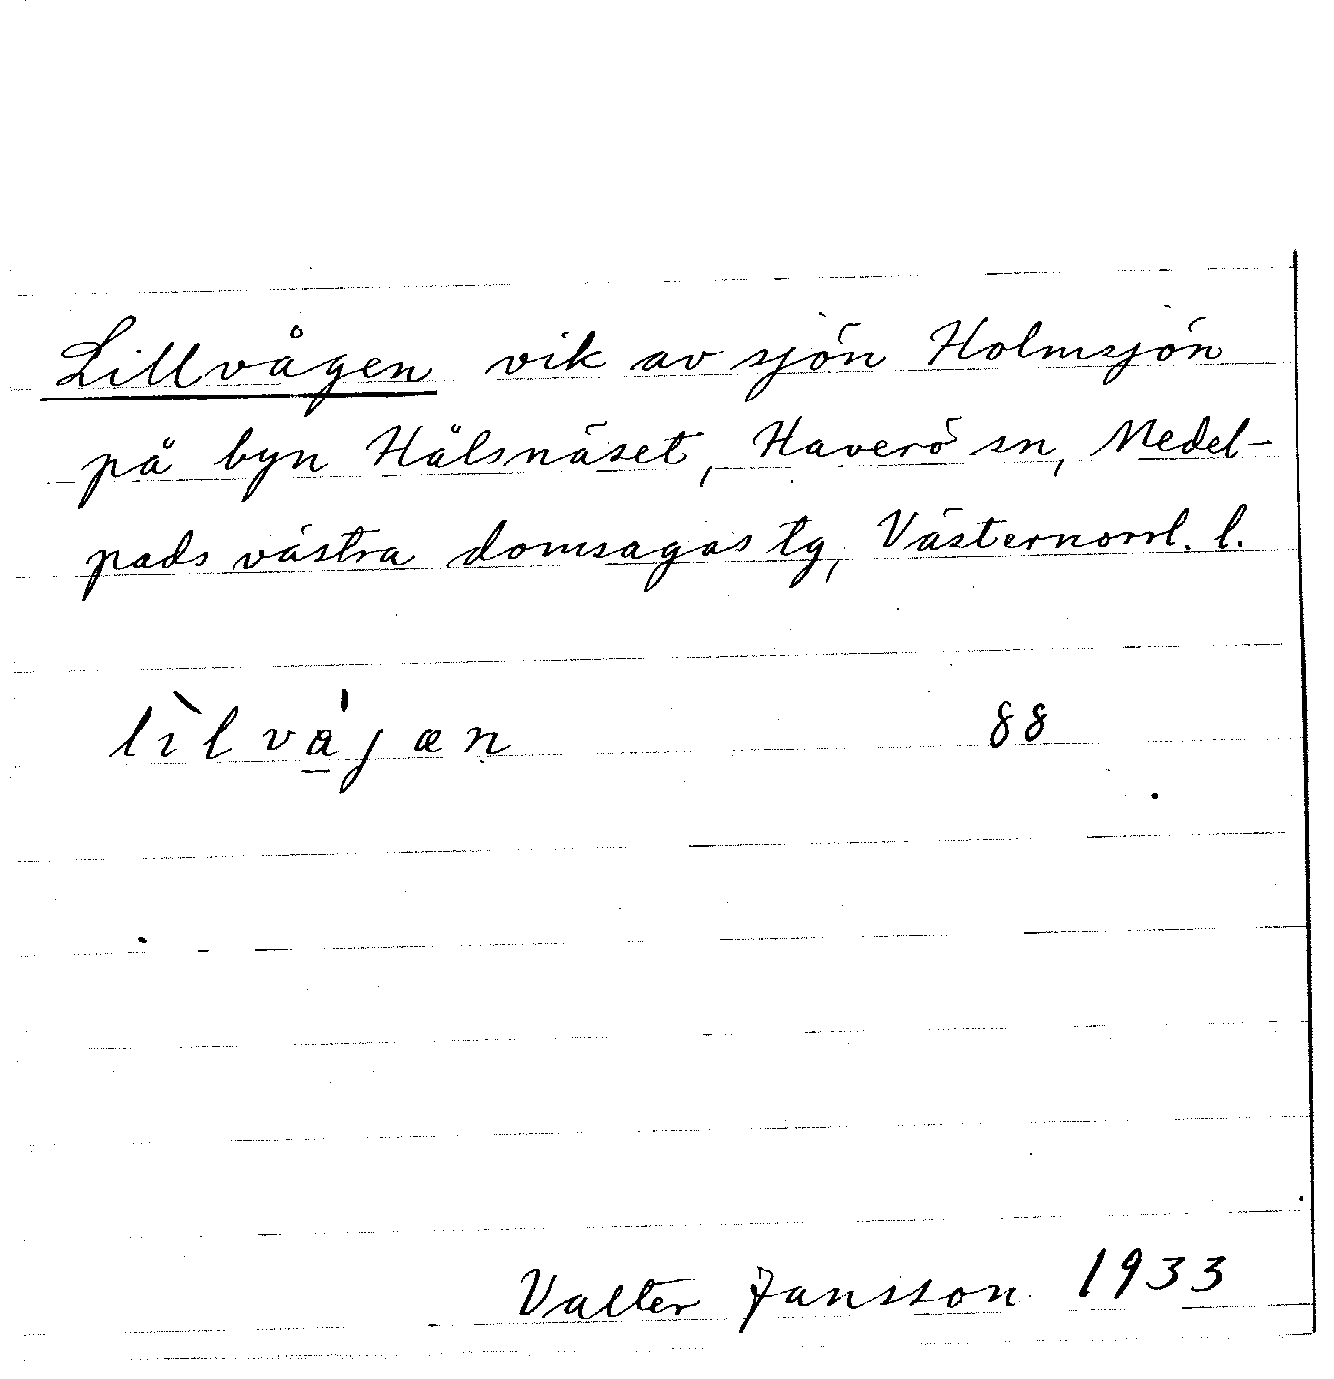 Lillvågen vik av sjön Holmsjön
på byn Hälsnäset, Haverö sn, Medel-
pads västra domsagas tg, Västernorrl. l.
lìlvǻ̱jæn 88
Valter Jansson 1933